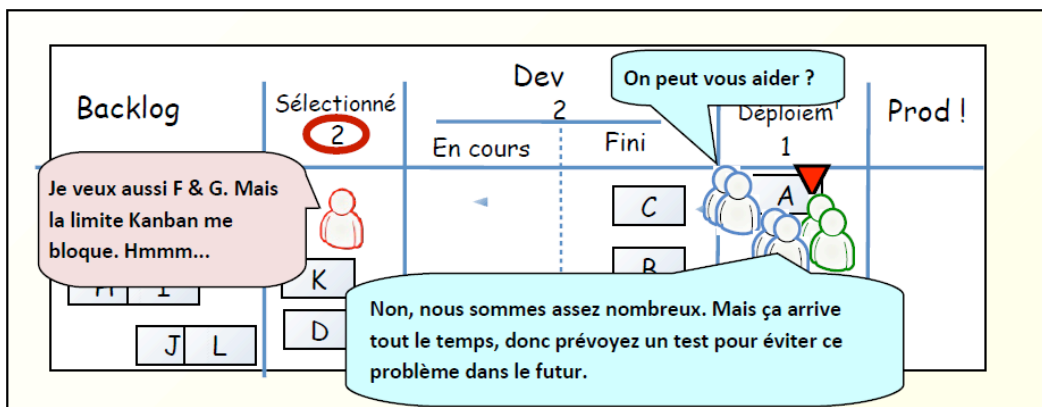 On peut vous aider ?
Dev
2
Backlog
Sélectionné
2
Déploiem'
1
Prod !
En cours
Fini
Je veux aussi F & G. Mais
la limite Kanban me
bloque. Hmmm...
C
A
B
K
J L
D
Non, nous sommes assez nombreux. Mais ça arrive
tout le temps, donc prévoyez un test pour éviter ce
problème dans le futur.